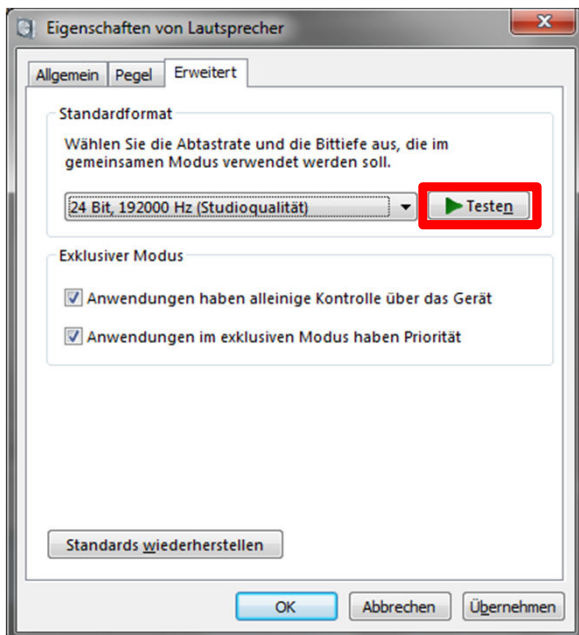 Eigenschaften von Lautsprecher
Allgemein Pegel Erweitert
Standardformat
Wählen Sie die Abtastrate und die Bittiefe aus, die im
gemeinsamen Modus verwendet werden soll.
24 Bit, 192000 Hz (Studioqualität) Testen
Exklusiver Modus
Anwendungen haben alleinige Kontrolle über das Gerät
Anwendungen im exklusiven Modus haben Priorität
Standards wiederherstellen
OK Abbrechen Übernehmen